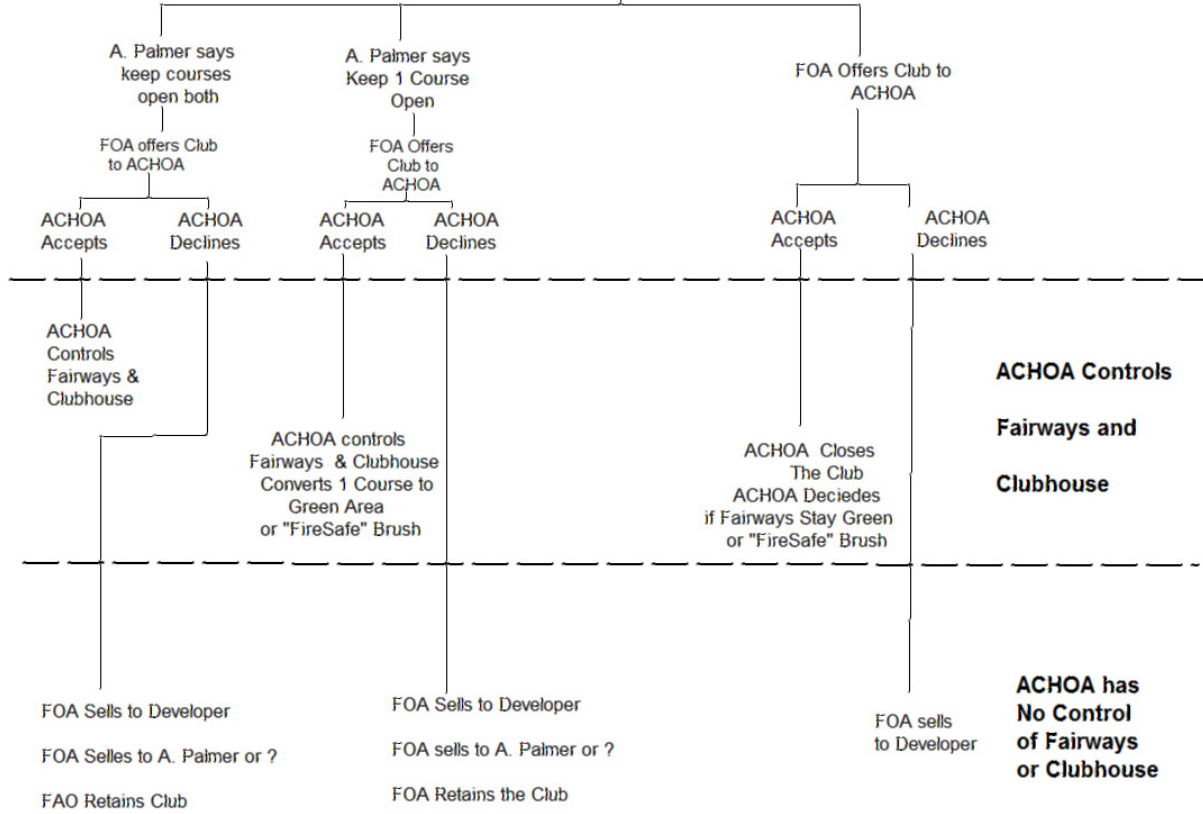 A. Palmer says
keep courses
open both
A. Palmer says
Keep 1 Course
Open
FOA Offers Club to
ACHOA
FOA offers Club
to ACHOA
FOA Offers
Club to
ACHOA
ACHOA
Accepts
ACHOA
Declines
ACHOA
Accepts
ACHOA
Declines
ACHOA
Accepts
ACHOA
Declines
ACHOA
Controls
Fairways &
Clubhouse
ACHOA controls
Fairways & Clubhouse
Converts 1 Course to
Green Area
or "FireSafe" Brush
ACHOA Closes
The Club
ACHOA Deciedes
if Fairways Stay Green
or "FireSafe" Brush
ACHOA Controls
Fairways and
Clubhouse
FOA Sells to Developer
FOA Selles to A. Palmer or ?
FAO Retains Club
FOA Sells to Developer
FOA sells to A. Palmer or ?
FOA Retains the Club
FOA sells
to Developer
ACHOA has
No Control
of Fairways
or Clubhouse